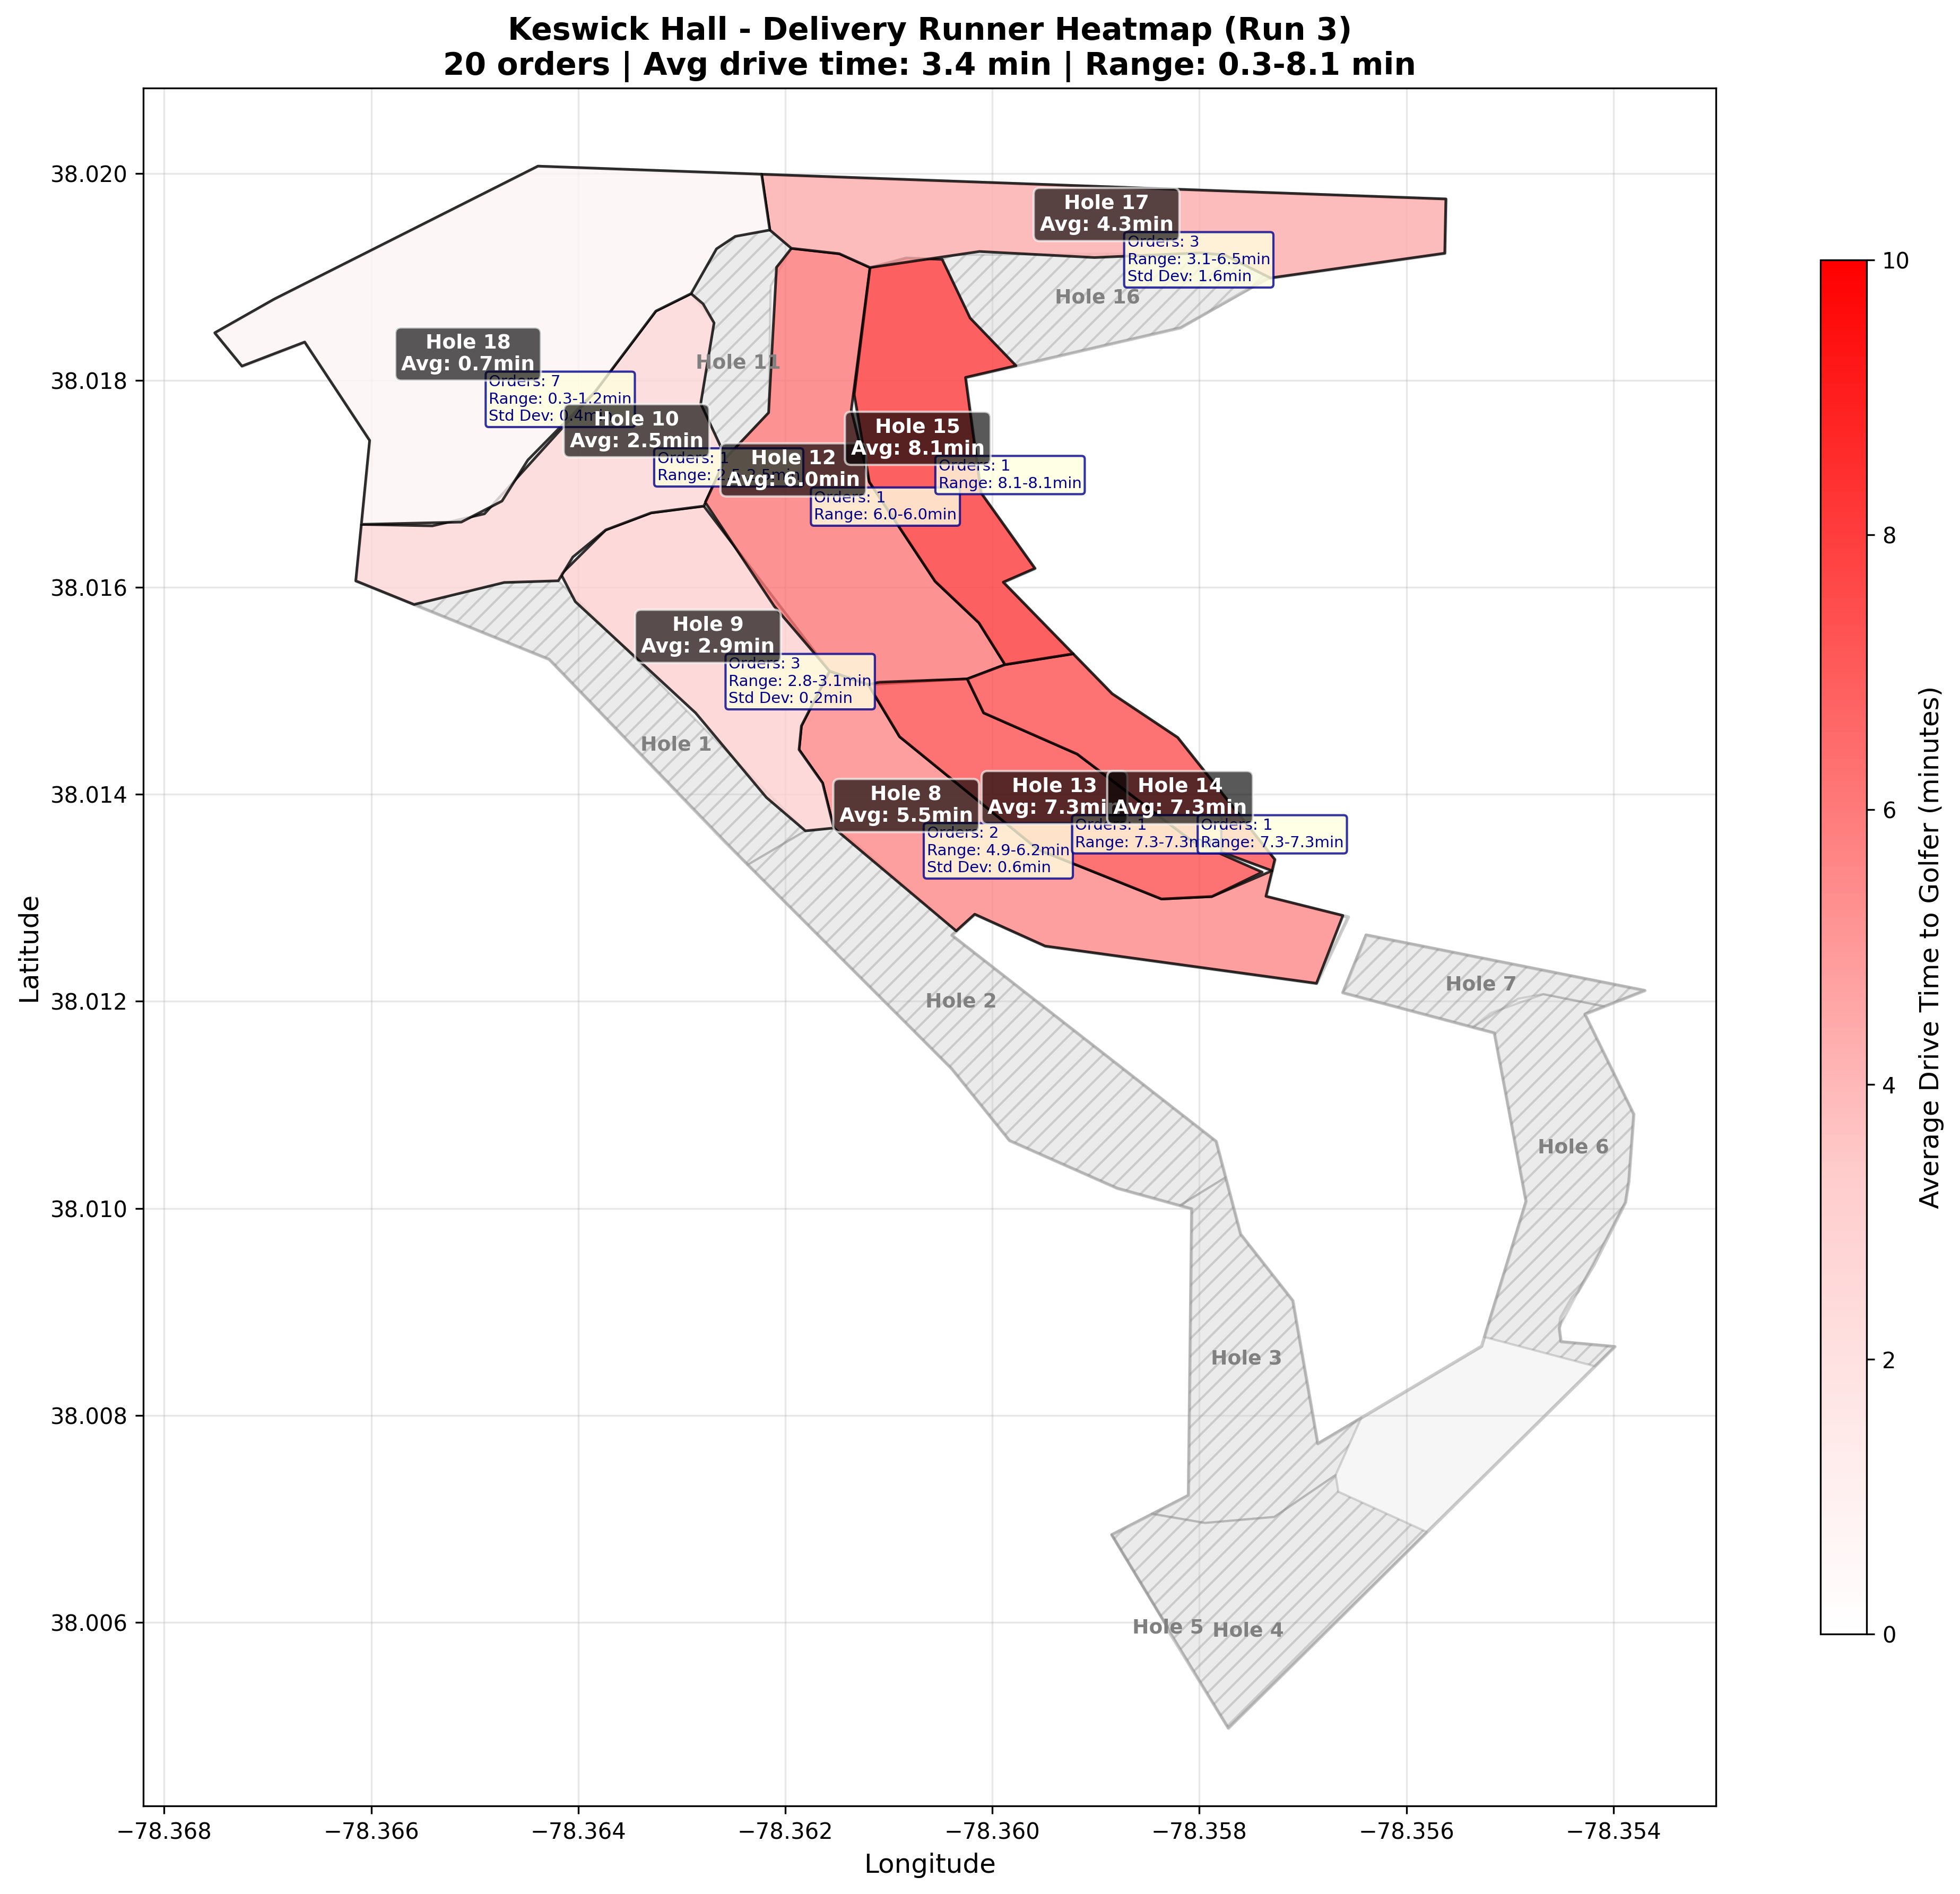 Keswick Hall - Delivery Runner Heatmap (Run 3)
20 orders | Avg drive time: 3.4 min | Range: 0.3-8.1 min
Latitude
38.020
38.018
38.016
38.014
38.012
38.010
38.008
38.006
Hole 17
Avg: 4.3min
Orders: 3
Range: 3.1-6.5min
Std Dev: 1.6min
Hole 16
Hole 18
Avg: 0.7min
Orders: 7
Range: 0.3-1.2min
Std Dev: 0.4m
Hole 11
Hole 10
Avg: 2.5min
Orders: 1
Range:
Hole 12
Avg: 6.0min
Orders: 1
Range: 6.0-6.0min
Hole 15
Avg: 8.1min
Orders: 1
Range: 8.1-8.1min
Hole 9
Avg: 2.9min
Orders: 3
Range: 2.8-3.1min
Std Dev: 0.2min
Hole 1
Hole 8
Avg: 5.5min
Orders: 2
Range: 4.9-6.2min
Std Dev: 0.6min
Hole 13
Avg: 7.3min
Orders: 1
Range: 7.3-7.3m
Hole 14
Avg: 7.3min
Orders: 1
Range: 7.3-7.3min
Hole 2
Hole 7
Hole 6
Hole 3
Hole 5
Hole 4
−78.368
−78.366
−78.364
−78.362
−78.360
−78.358
−78.356
−78.354
Longitude
10
8
6
4
2
0
Average Drive Time to Golfer (minutes)